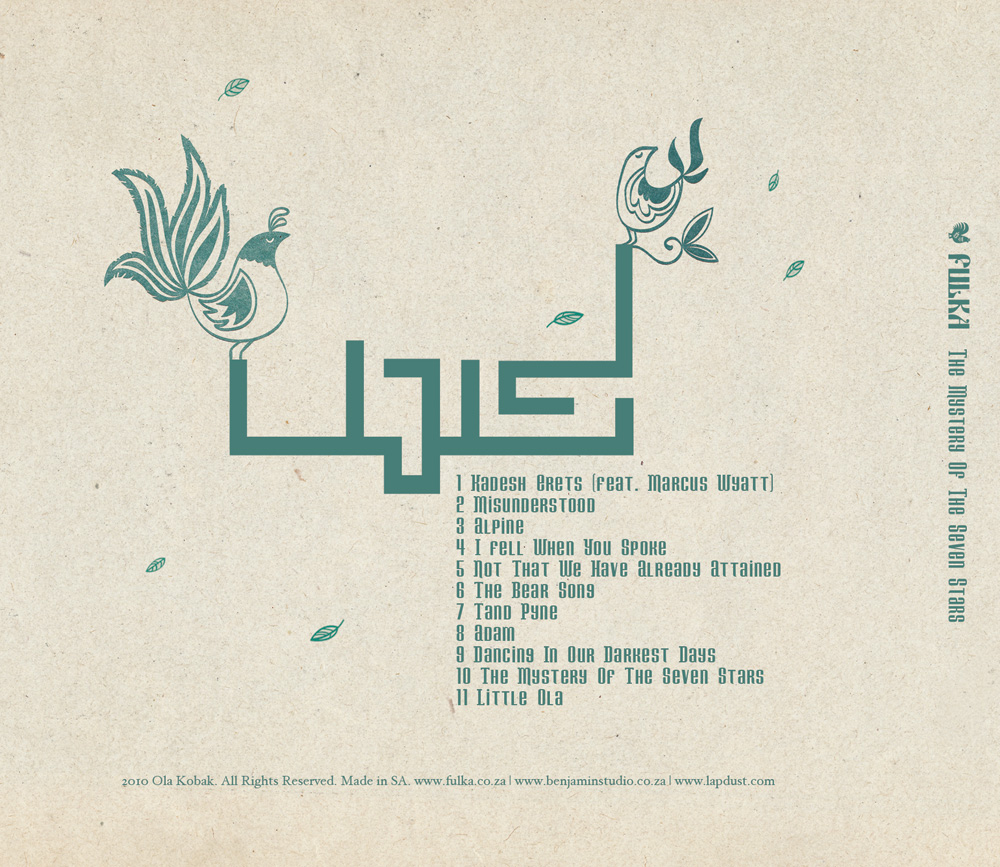 1 Kadesh Erets (feat. Marcus Wyatt)
2 Misunderstood
3 Alpine
4 I fell When You Spoke
5 Not That We Have Already Attained
6 The Bear Song
7 Tand Pyne
8 Adam
9 Dancing In Our Darkest Days
10 The Mystery Of The Seven Stars
11 Little Ola
2010 Ola Kobak. All Rights Reserved. Made in SA. www.fulka.co.za | www.benjaminstudio.co.za | www.lapdust.com
FULKA The Mystery Of The Seven Stars